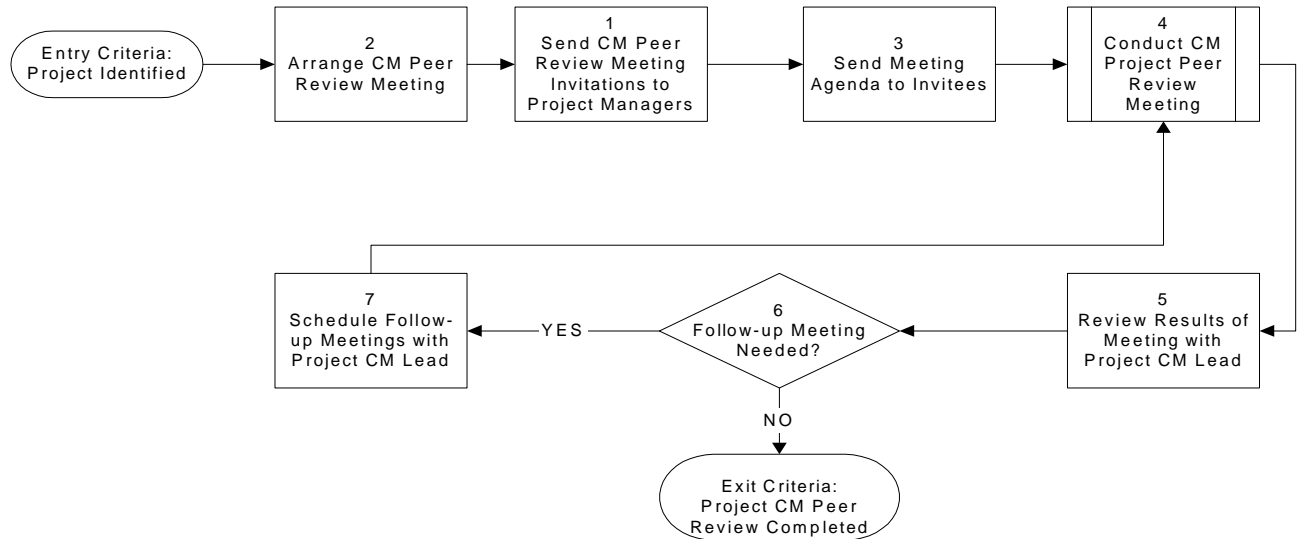 Entry Criteria:
Project Identified
2
Arrange CM Peer
Review Meeting
1
Send CM Peer
Review Meeting
Invitations to
Project Managers
3
Send Meeting
Agenda to Invitees
4
Conduct CM
Project Peer
Review
Meeting
7
Schedule Follow-
up Meetings with
Project CM Lead
YES
6
Follow-up Meeting
Needed?
5
Review Results of
Meeting with
Project CM Lead
NO
Exit Criteria:
Project CM Peer
Review Completed